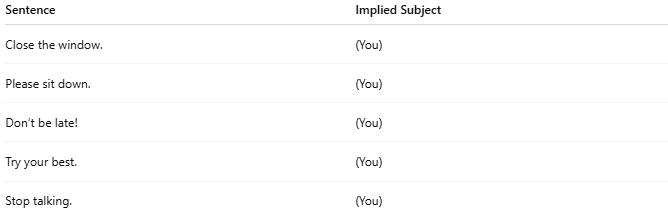 Sentence Implied Subject
Close the window. (You)
Please sit down. (You)
Don't be late! (You)
Try your best. (You)
Stop talking. (You)